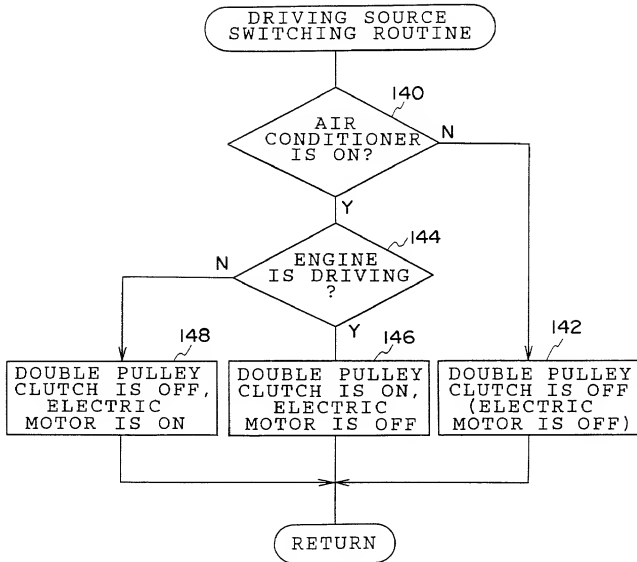 DRIVING SOURCE
SWITCHING ROUTINE
140
AIR
CONDITIONER
IS ON?
N
Y
144
ENGINE
IS DRIVING
?
N
Y
148
DOUBLE PULLEY
CLUTCH IS OFF,
ELECTRIC
MOTOR IS ON
146
DOUBLE PULLEY
CLUTCH IS ON,
ELECTRIC
MOTOR IS OFF
142
DOUBLE PULLEY
CLUTCH IS OFF
(ELECTRIC
MOTOR IS OFF)
RETURN